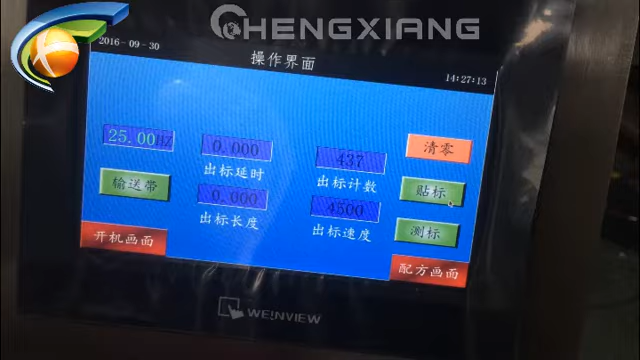 CHENGXIANG
2016-09-30
操作界面
14:27:13
25.00HZ
0.000
437
清零
出标延时
出标计数
输送带
0.000
4500
贴标
出标长度
出标速度
测标
开机画面
配方画面
WEINVIEW